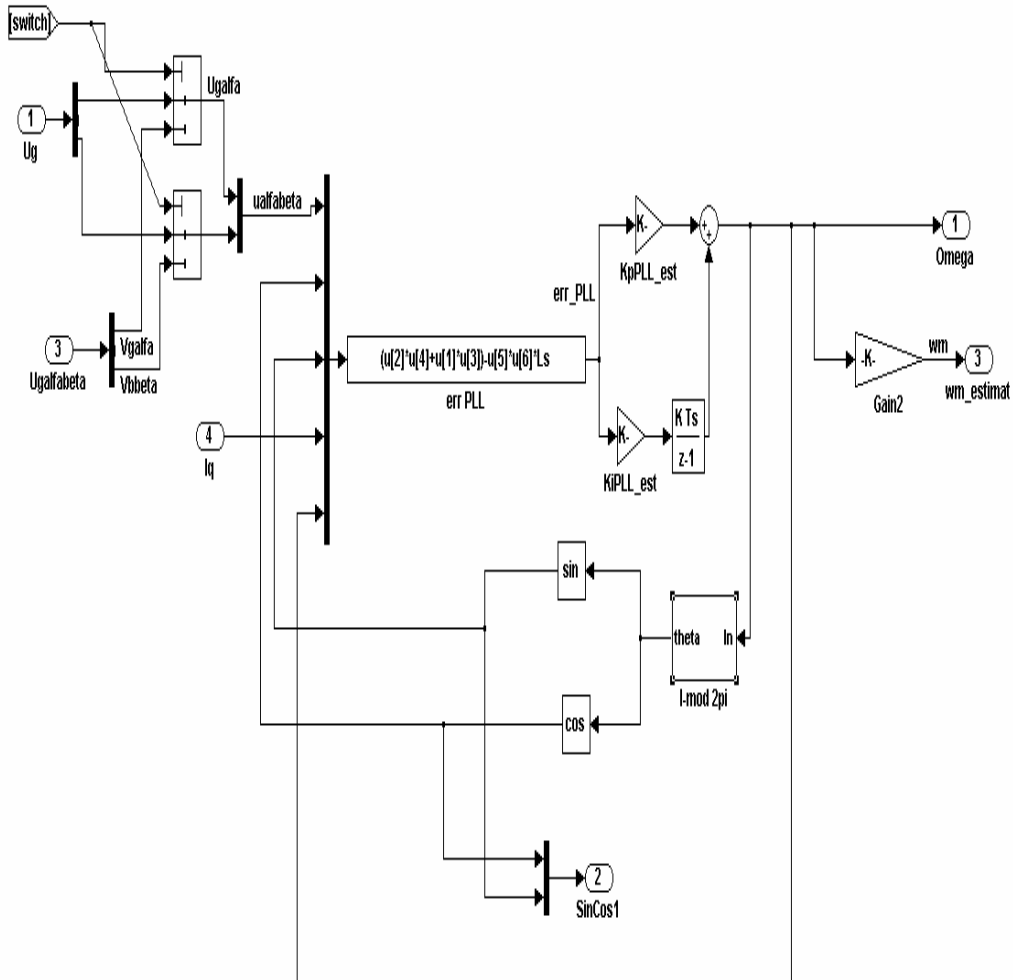 [switch]
Ugalfa
1
Ug
ualfabeta
3
Ugalfabeta
Vgalfa
Vbbeta
4
Iq
(u[2]*u[4]+u[1]*u[3])-u[5]*u[6]*Ls
err PLL
err_PLL
K-
KpPLL_est
K-
KiPLL_est
K Ts
z-1
+
+
1
Omega
-K-
Gain2
wm
3
wm_estimat
sin
theta
In
I-mod 2pi
cos
2
SinCos1